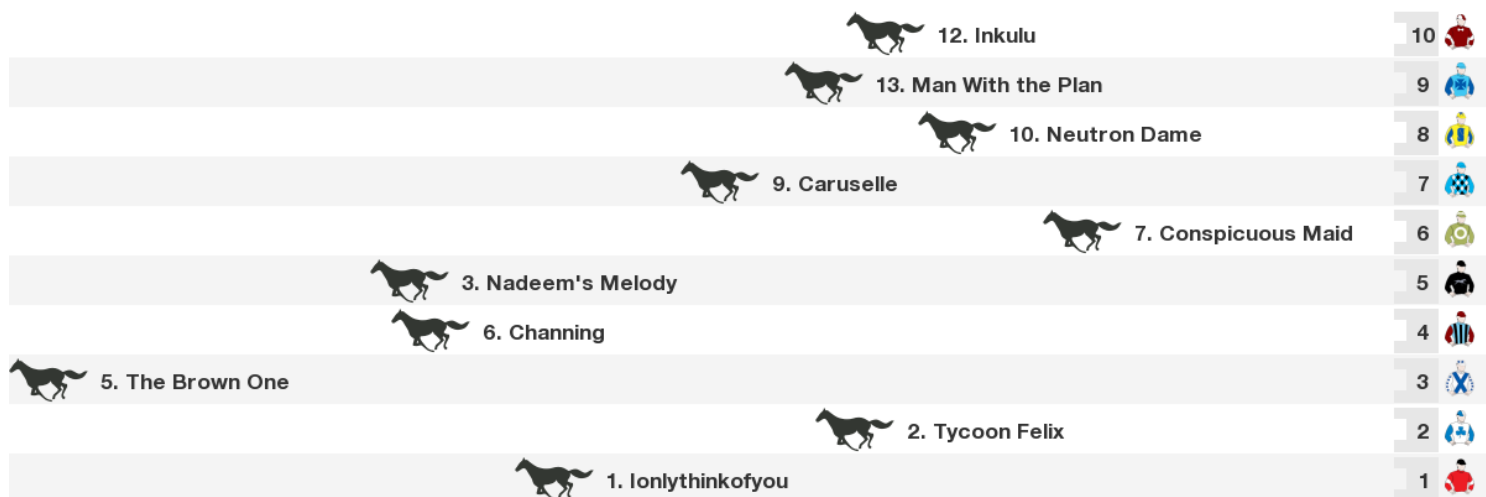 12. Inkulu 10
13. Man With the Plan 9
10. Neutron Dame 8
9. Caruselle 7
7. Conspicuous Maid 6
3. Nadeem's Melody 5
6. Channing 4
5. The Brown One 3
2. Tycoon Felix 2
1. Ionlythinkofyou 1